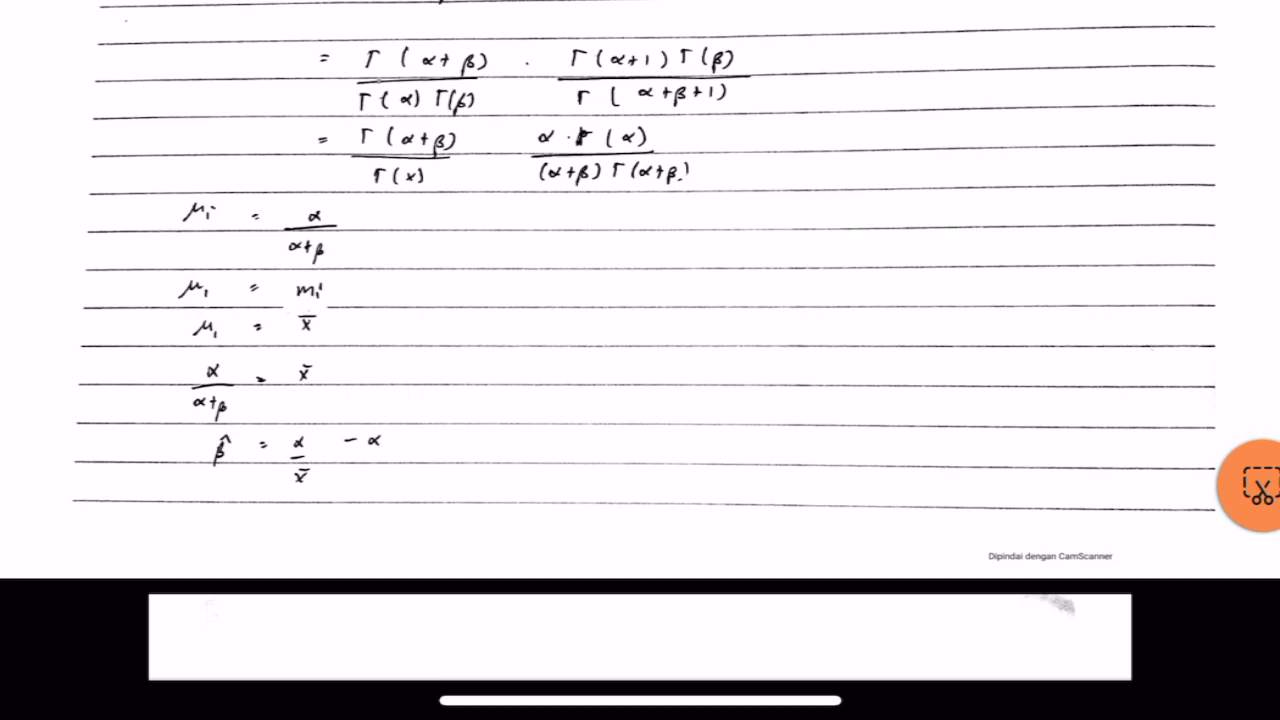 = Γ(α+β) / Γ(α) Γ(β) . Γ(α+1) Γ(β) / Γ(α+β+1)
= Γ(α+β) / Γ(x) α · Γ(α) / (α+β) Γ(α+β)
μ₁' = α / α+β
μ₁ = m₁'
μ₁ = x̄
α / α+β = x̄
β̂ = α / x̄ - α
Dipindai dengan CamScanner